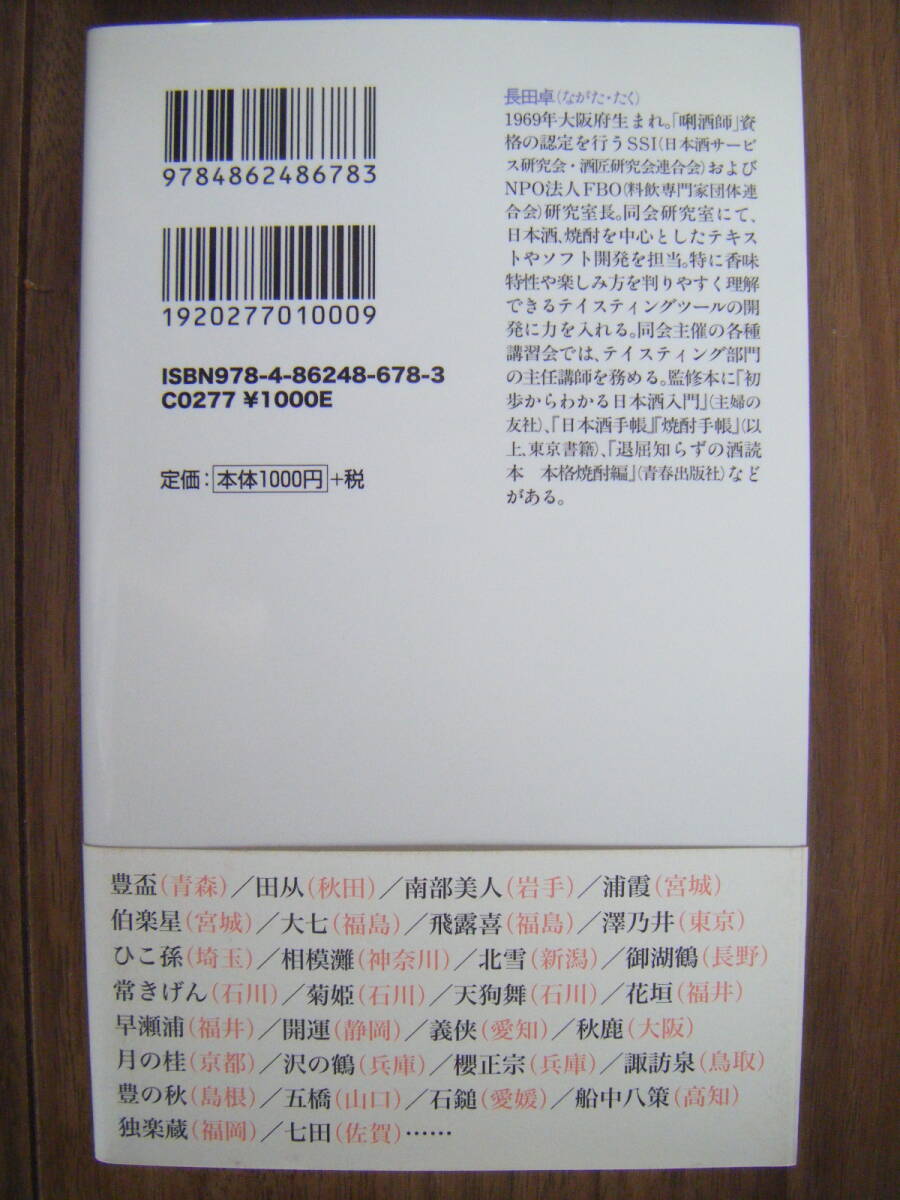 9784862486783
1920277010009
ISBN978-4-86248-678-3
C0277 ¥1000E
定価：本体1000円+税
長田卓（ながた・たく）
1969年大阪府生まれ。「唎酒師」資
格の認定を行うSSI（日本酒サービ
ス研究会・酒匠研究会連合会）および
NPO法人FBO（料飲専門家団体連
合会）研究室長。同会研究室にて、
日本酒、焼酎を中心としたテキス
トやソフト開発を担当。特に香味
特性や楽しみ方を判りやすく理解
できるテイスティングツールの開
発に力を入れる。同会主催の各種
講習会では、テイスティング部門
の主任講師を務める。監修本に『初
歩からわかる日本酒入門』（主婦の
友社）、『日本酒手帳』『焼酎手帳』（以
上、東京書籍）、『退屈知らずの酒読
本　本格焼酎編』（青春出版社）など
がある。
豊盃（青森）／田从（秋田）／南部美人（岩手）／浦霞（宮城）
伯楽星（宮城）／大七（福島）／飛露喜（福島）／澤乃井（東京）
ひこ孫（埼玉）／相模灘（神奈川）／北雪（新潟）／御湖鶴（長野）
常きげん（石川）／菊姫（石川）／天狗舞（石川）／花垣（福井）
早瀬浦（福井）／開運（静岡）／義侠（愛知）／秋鹿（大阪）
月の桂（京都）／沢の鶴（兵庫）／櫻正宗（兵庫）／諏訪泉（鳥取）
豊の秋（島根）／五橋（山口）／石鎚（愛媛）／船中八策（高知）
独楽蔵（福岡）／七田（佐賀）……